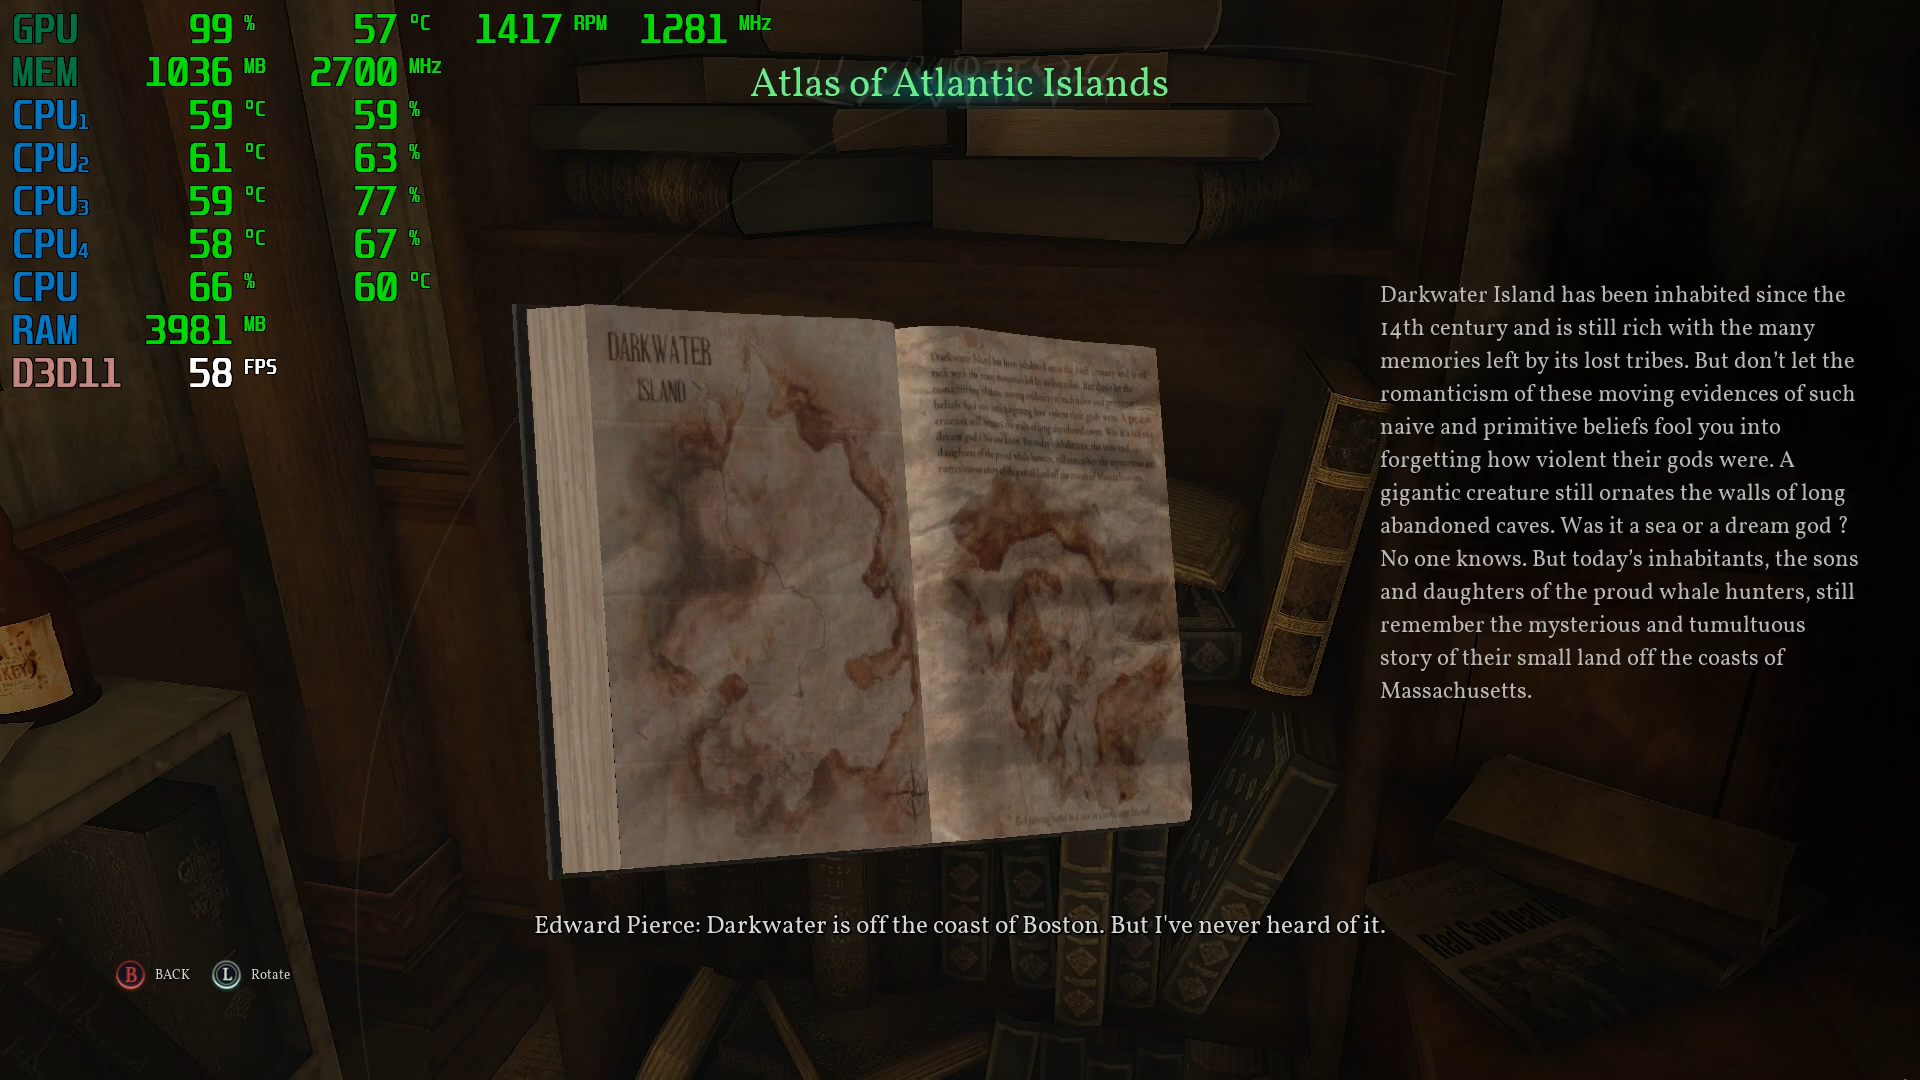 GPU 99 % 57 °C 1417 RPM 1281 MHz
MEM 1036 MB 2700 MHz
CPU1 59 °C 59 %
CPU2 61 °C 63 %
CPU3 59 °C 77 %
CPU4 58 °C 67 %
CPU 66 % 60 °C
RAM 3981 MB
D3D11 58 FPS
Atlas of Atlantic Islands
DARKWATER
ISLAND
Darkwater Island has been inhabited since the
14th century and is still rich with the many
memories left by its lost tribes. But don’t let the
romanticism of these moving evidences of such
naive and primitive beliefs fool you into
forgetting how violent their gods were. A
gigantic creature still ornates the walls of long
abandoned caves. Was it a sea or a dream god ?
No one knows. But today’s inhabitants, the sons
and daughters of the proud whale hunters, still
remember the mysterious and tumultuous
story of their small land off the coasts of
Massachusetts.
Edward Pierce: Darkwater is off the coast of Boston. But I've never heard of it.
B BACK L Rotate